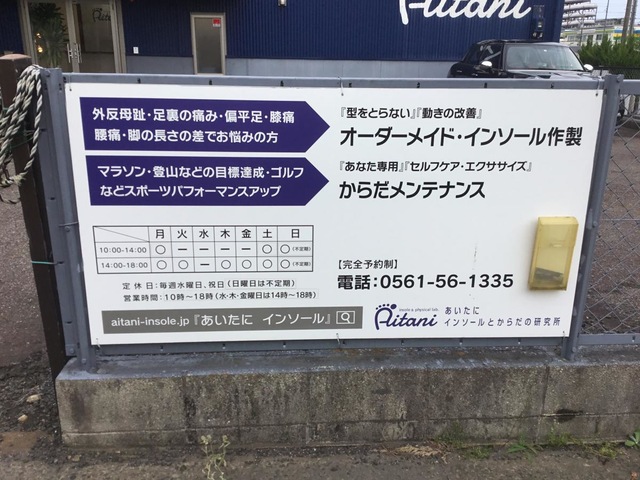 Aitani
Aitani
外反母趾・足裏の痛み・偏平足・膝痛
腰痛・脚の長さの差でお悩みの方
『型をとらない』『動きの改善』
オーダーメイド・インソール作製
マラソン・登山などの目標達成・ゴルフ
などスポーツパフォーマンスアップ
『あなた専用』『セルフケア・エクササイズ』
からだメンテナンス
月 火 水 木 金 土 日
10:00-14:00 ○ ○ － － － ○ ○(不定期)
14:00-18:00 ○ ○ － ○ ○ ○ ○(不定期)
定休日：毎週水曜日、祝日（日曜日は不定期）
営業時間：10時〜18時（水・木・金曜日は14時〜18時）
【完全予約制】
電話：0561-56-1335
aitani-insole.jp『あいたに インソール』
Aitani
あいたに
インソールとからだの研究所